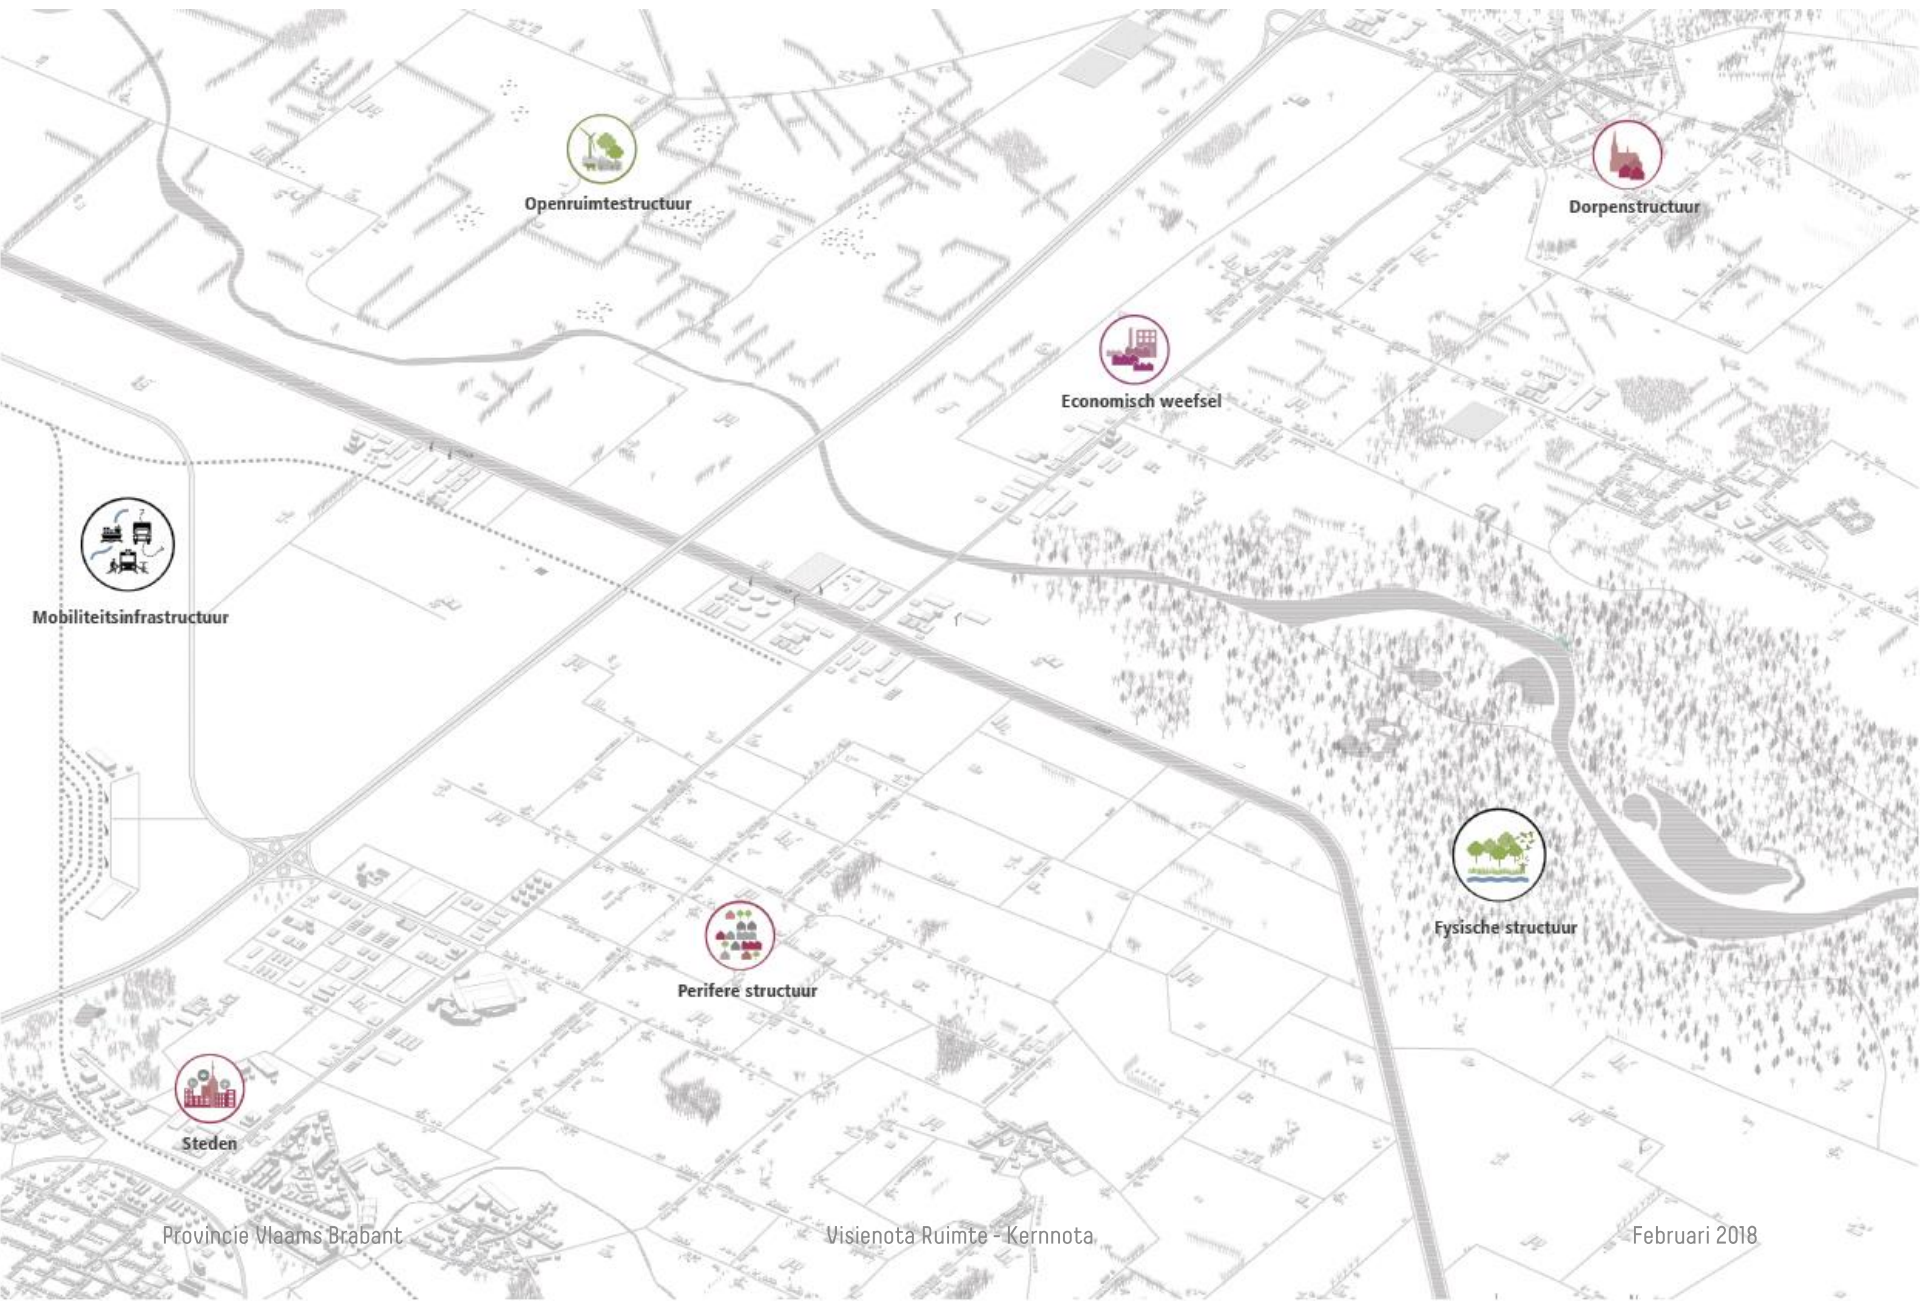 Openruimtestructuur
Dorpenstructuur
Economisch weefsel
Mobiliteitsinfrastructuur
Fysische structuur
Perifere structuur
Steden
Provincie Vlaams Brabant
Visienota Ruimte - Kernnota
Februari 2018